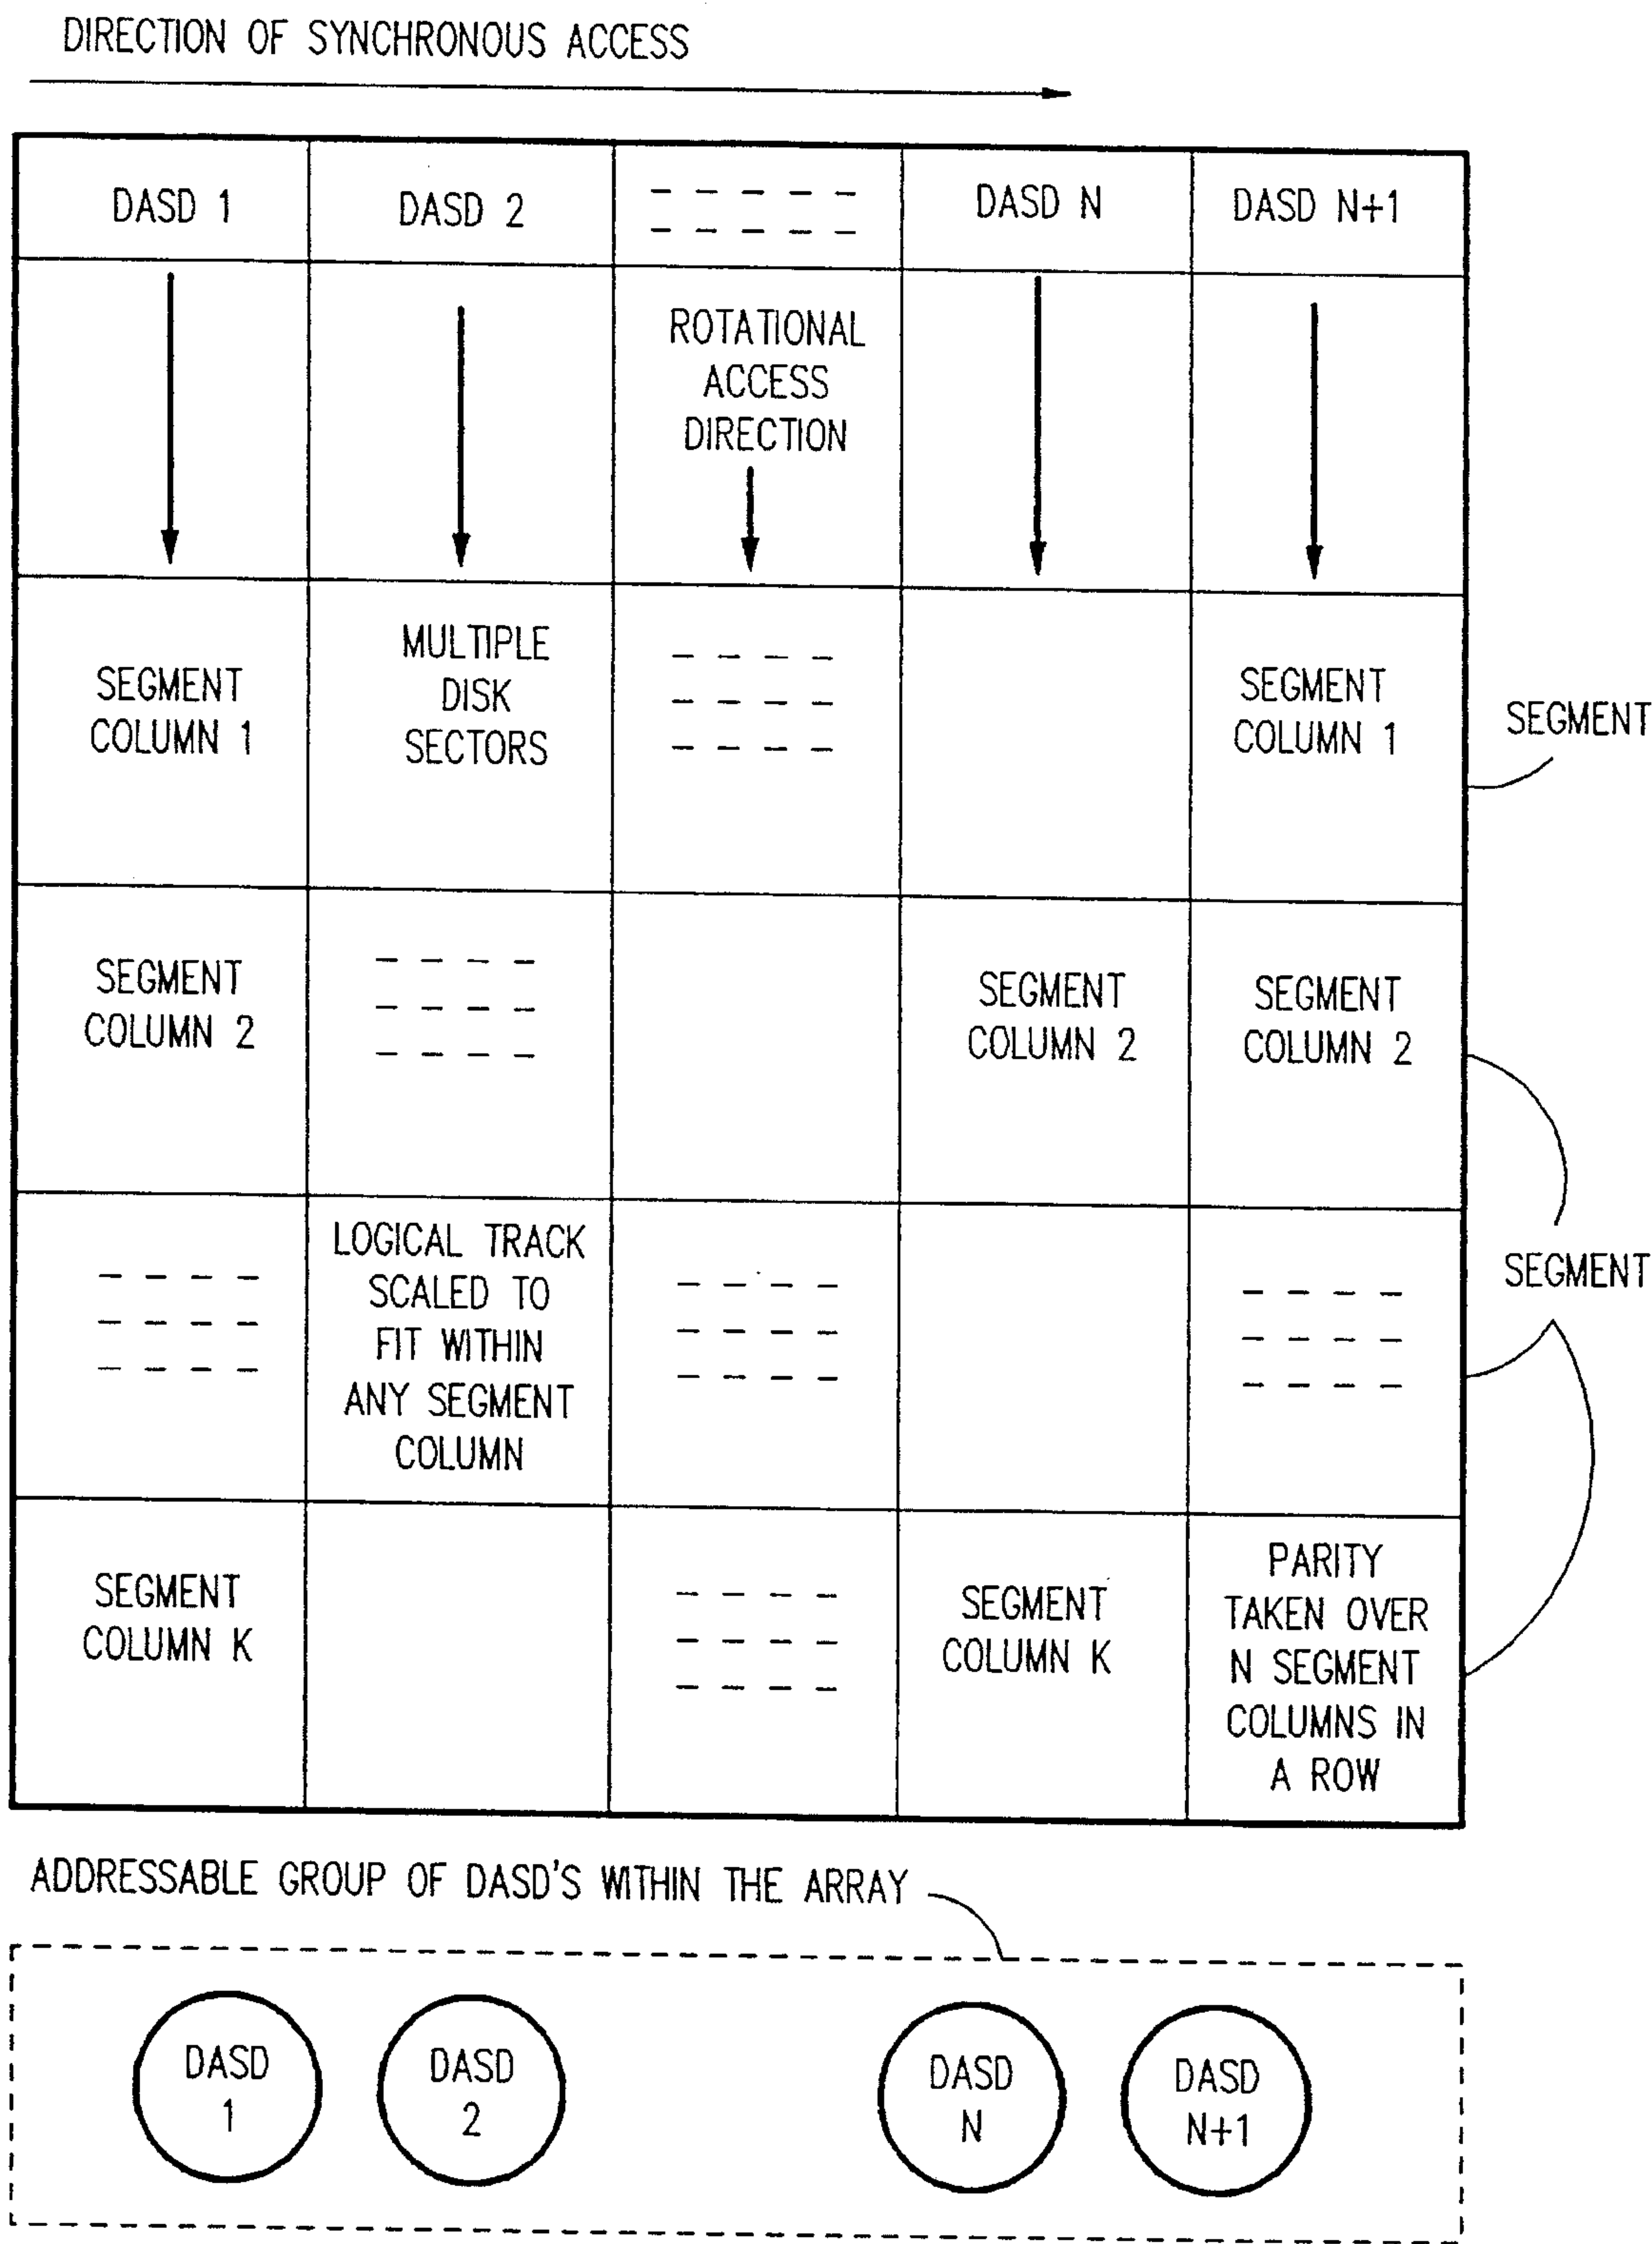 DIRECTION OF SYNCHRONOUS ACCESS
DASD 1
DASD 2
DASD N
DASD N+1
ROTATIONAL
ACCESS
DIRECTION
SEGMENT
COLUMN 1
MULTIPLE
DISK
SECTORS
SEGMENT
COLUMN 1
SEGMENT
SEGMENT
COLUMN 2
SEGMENT
COLUMN 2
SEGMENT
COLUMN 2
LOGICAL TRACK
SCALED TO
FIT WITHIN
ANY SEGMENT
COLUMN
SEGMENT
SEGMENT
COLUMN K
SEGMENT
COLUMN K
PARITY
TAKEN OVER
N SEGMENT
COLUMNS IN
A ROW
ADDRESSABLE GROUP OF DASD'S WITHIN THE ARRAY
DASD
1
DASD
2
DASD
N
DASD
N+1